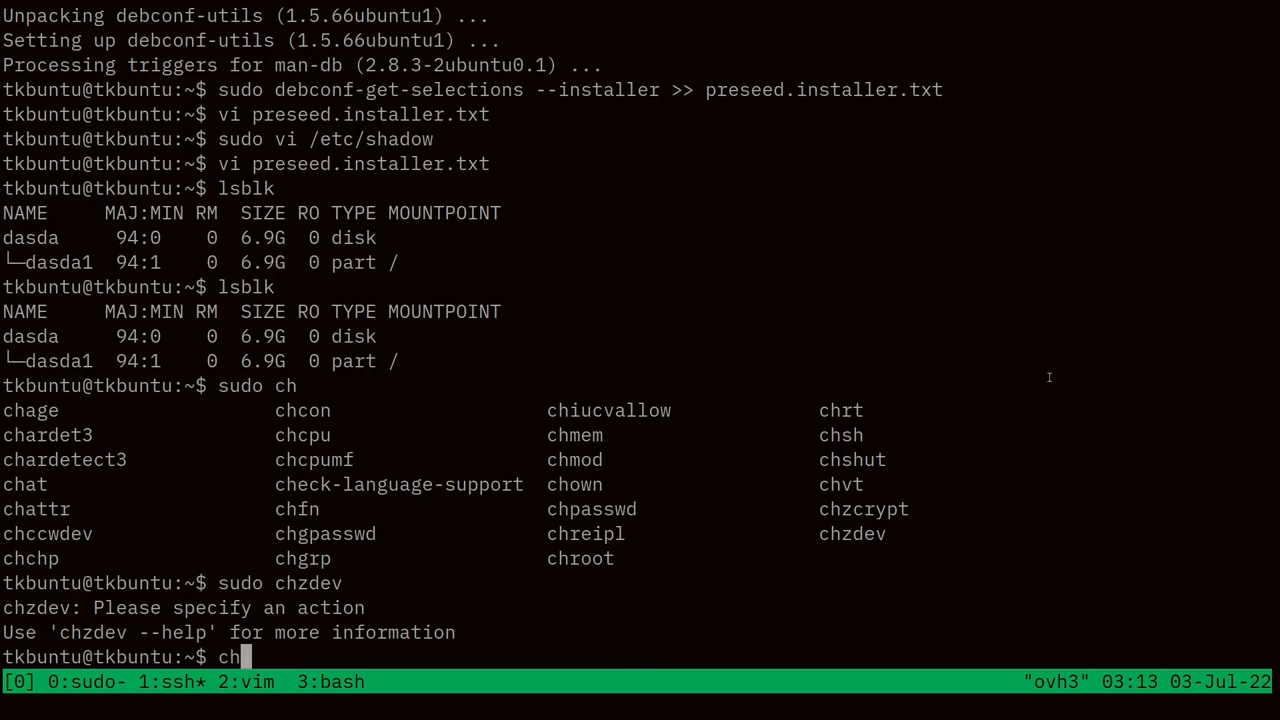 Unpacking debconf-utils (1.5.66ubuntu1) ...
Setting up debconf-utils (1.5.66ubuntu1) ...
Processing triggers for man-db (2.8.3-2ubuntu0.1) ...
tkbuntu@tkbuntu:~$ sudo debconf-get-selections --installer >> preseed.installer.txt
tkbuntu@tkbuntu:~$ vi preseed.installer.txt
tkbuntu@tkbuntu:~$ sudo vi /etc/shadow
tkbuntu@tkbuntu:~$ vi preseed.installer.txt
tkbuntu@tkbuntu:~$ lsblk
NAME     MAJ:MIN RM  SIZE RO TYPE MOUNTPOINT
dasda     94:0    0  6.9G  0 disk
└─dasda1  94:1    0  6.9G  0 part /
tkbuntu@tkbuntu:~$ lsblk
NAME     MAJ:MIN RM  SIZE RO TYPE MOUNTPOINT
dasda     94:0    0  6.9G  0 disk
└─dasda1  94:1    0  6.9G  0 part /
tkbuntu@tkbuntu:~$ sudo ch
chage                   chcon                   chiucvallow             chrt
chardet3                chcpu                   chmem                   chsh
chardetect3             chcpumf                 chmod                   chshut
chat                    check-language-support  chown                   chvt
chattr                  chfn                    chpasswd                chzcrypt
chccwdev                chgpasswd               chreipl                 chzdev
chchp                   chgrp                   chroot
tkbuntu@tkbuntu:~$ sudo chzdev
chzdev: Please specify an action
Use 'chzdev --help' for more information
tkbuntu@tkbuntu:~$ ch
[0] 0:sudo- 1:ssh* 2:vim  3:bash "ovh3" 03:13 03-Jul-22